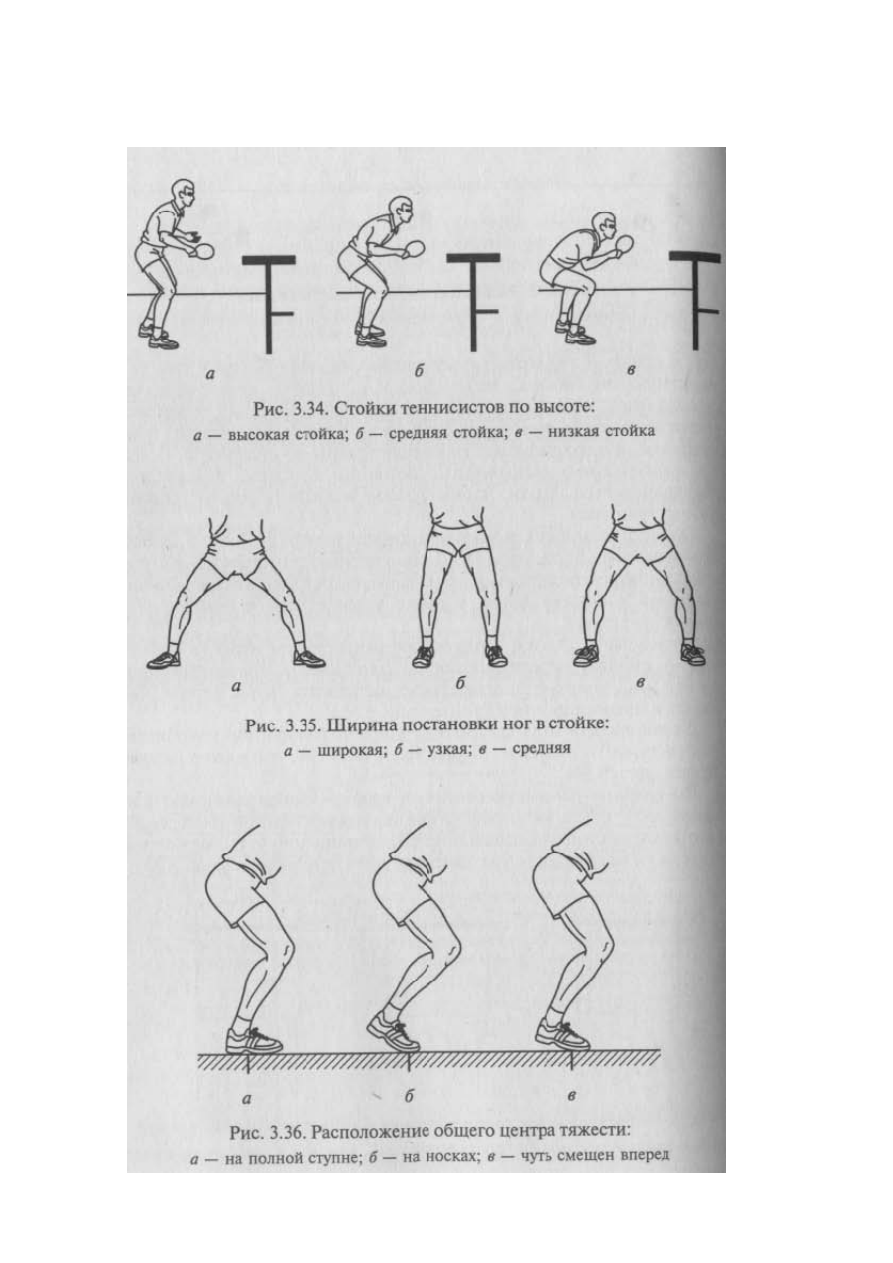 а б в
Рис. 3.34. Стойки теннисистов по высоте:
а — высокая стойка; б — средняя стойка; в — низкая стойка
а б в
Рис. 3.35. Ширина постановки ног в стойке:
а — широкая; б — узкая; в — средняя
а б в
Рис. 3.36. Расположение общего центра тяжести:
а — на полной ступне; б — на носках; в — чуть смещен вперед